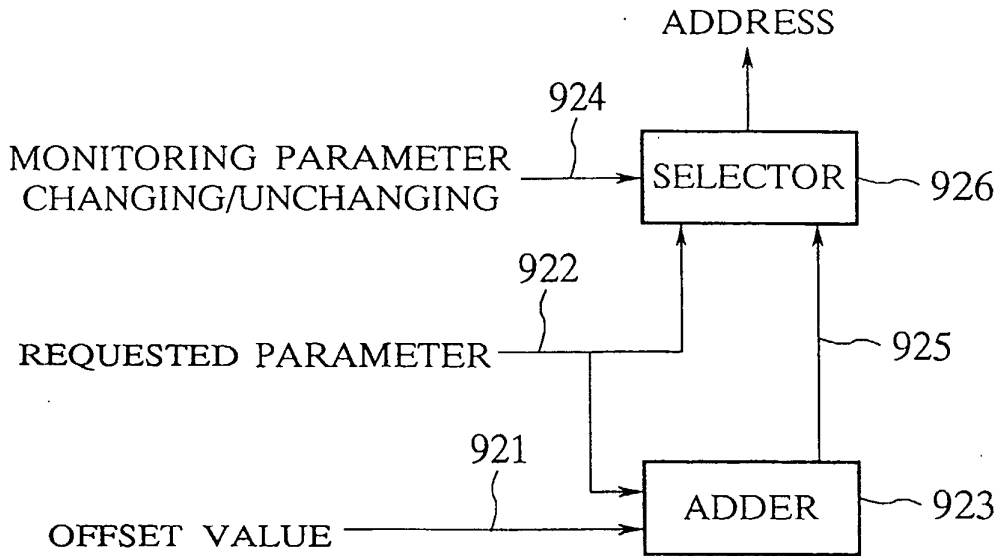 ADDRESS
924
MONITORING PARAMETER
CHANGING/UNCHANGING
SELECTOR
926
922
REQUESTED PARAMETER
925
921
OFFSET VALUE
ADDER
923